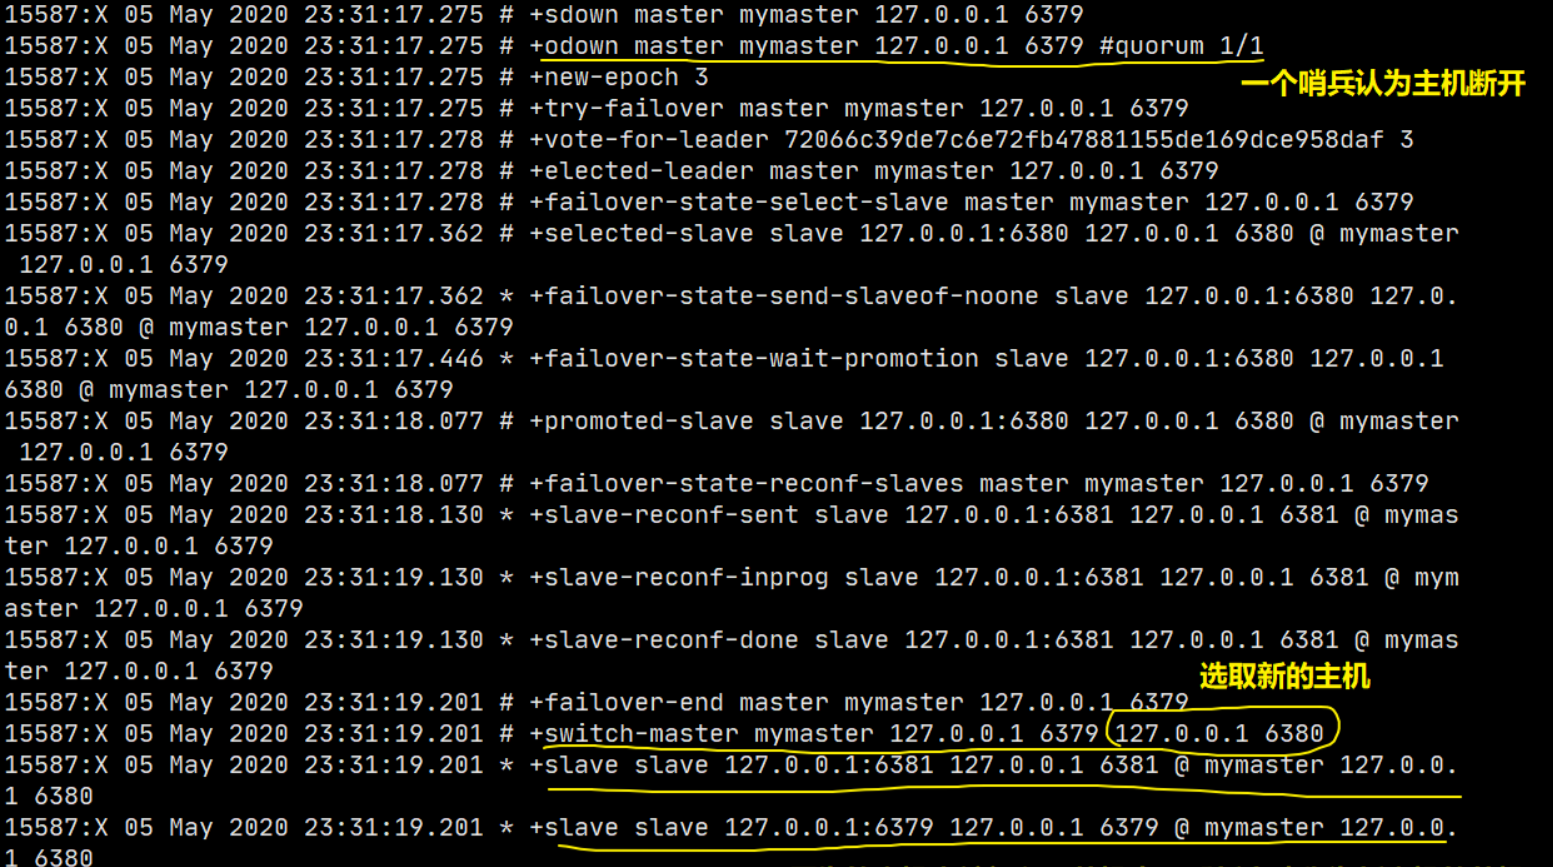 15587:X 05 May 2020 23:31:17.275 # +sdown master mymaster 127.0.0.1 6379
15587:X 05 May 2020 23:31:17.275 # +odown master mymaster 127.0.0.1 6379 #quorum 1/1
15587:X 05 May 2020 23:31:17.275 # +new-epoch 3
一个哨兵认为主机断开
15587:X 05 May 2020 23:31:17.275 # +try-failover master mymaster 127.0.0.1 6379
15587:X 05 May 2020 23:31:17.278 # +vote-for-leader 72066c39de7c6e72fb47881155de169dce958daf 3
15587:X 05 May 2020 23:31:17.278 # +elected-leader master mymaster 127.0.0.1 6379
15587:X 05 May 2020 23:31:17.278 # +failover-state-select-slave master mymaster 127.0.0.1 6379
15587:X 05 May 2020 23:31:17.362 # +selected-slave slave 127.0.0.1:6380 127.0.0.1 6380 @ mymaster
127.0.0.1 6379
15587:X 05 May 2020 23:31:17.362 * +failover-state-send-slaveof-noone slave 127.0.0.1:6380 127.0.
0.1 6380 @ mymaster 127.0.0.1 6379
15587:X 05 May 2020 23:31:17.446 * +failover-state-wait-promotion slave 127.0.0.1:6380 127.0.0.1
6380 @ mymaster 127.0.0.1 6379
15587:X 05 May 2020 23:31:18.077 # +promoted-slave slave 127.0.0.1:6380 127.0.0.1 6380 @ mymaster
127.0.0.1 6379
15587:X 05 May 2020 23:31:18.077 # +failover-state-reconf-slaves master mymaster 127.0.0.1 6379
15587:X 05 May 2020 23:31:18.130 * +slave-reconf-sent slave 127.0.0.1:6381 127.0.0.1 6381 @ mymas
ter 127.0.0.1 6379
15587:X 05 May 2020 23:31:19.130 * +slave-reconf-inprog slave 127.0.0.1:6381 127.0.0.1 6381 @ mym
aster 127.0.0.1 6379
15587:X 05 May 2020 23:31:19.130 * +slave-reconf-done slave 127.0.0.1:6381 127.0.0.1 6381 @ mymas
ter 127.0.0.1 6379
选取新的主机
15587:X 05 May 2020 23:31:19.201 # +failover-end master mymaster 127.0.0.1 6379
15587:X 05 May 2020 23:31:19.201 # +switch-master mymaster 127.0.0.1 6379 127.0.0.1 6380
15587:X 05 May 2020 23:31:19.201 * +slave slave 127.0.0.1:6381 127.0.0.1 6381 @ mymaster 127.0.0.
1 6380
15587:X 05 May 2020 23:31:19.201 * +slave slave 127.0.0.1:6379 127.0.0.1 6379 @ mymaster 127.0.0.
1 6380